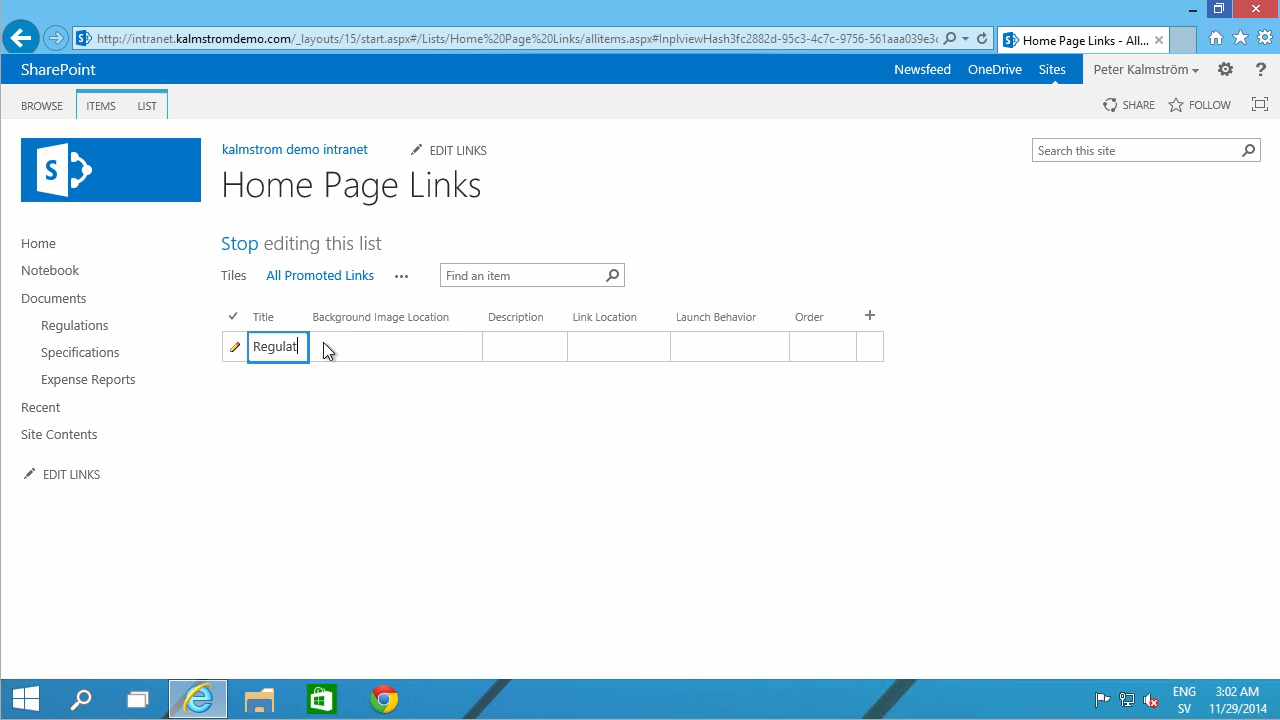 http://intranet.kalmstromdemo.com/_layouts/15/start.aspx#/Lists/Home%20Page%20Links/allitems.aspx#InplviewHash3fc2882d-95c3-4c7c-9756-561aaa039e3c
Home Page Links - All...
SharePoint
Newsfeed OneDrive Sites Peter Kalmström ?
BROWSE ITEMS LIST SHARE FOLLOW
S
kalmstrom demo intranet EDIT LINKS Search this site
Home Page Links
Home
Notebook
Documents
Regulations
Specifications
Expense Reports
Recent
Site Contents
EDIT LINKS
Stop editing this list
Tiles All Promoted Links ... Find an item
Title Background Image Location Description Link Location Launch Behavior Order +
Regulat
ENG 3:02 AM
SV 11/29/2014